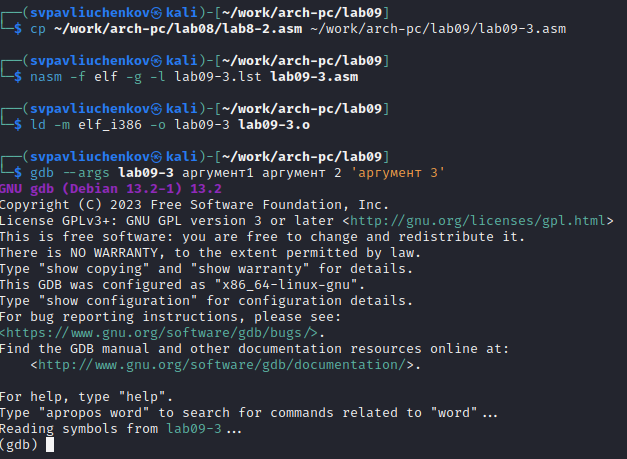 ┌──(svpavliuchenkov㉿kali)-[~/work/arch-pc/lab09]
└─$ cp ~/work/arch-pc/lab08/lab8-2.asm ~/work/arch-pc/lab09/lab09-3.asm
┌──(svpavliuchenkov㉿kali)-[~/work/arch-pc/lab09]
└─$ nasm -f elf -g -l lab09-3.lst lab09-3.asm
┌──(svpavliuchenkov㉿kali)-[~/work/arch-pc/lab09]
└─$ ld -m elf_i386 -o lab09-3 lab09-3.o
┌──(svpavliuchenkov㉿kali)-[~/work/arch-pc/lab09]
└─$ gdb --args lab09-3 аргумент1 аргумент 2 'аргумент 3'
GNU gdb (Debian 13.2-1) 13.2
Copyright (C) 2023 Free Software Foundation, Inc.
License GPLv3+: GNU GPL version 3 or later <http://gnu.org/licenses/gpl.html>
This is free software: you are free to change and redistribute it.
There is NO WARRANTY, to the extent permitted by law.
Type "show copying" and "show warranty" for details.
This GDB was configured as "x86_64-linux-gnu".
Type "show configuration" for configuration details.
For bug reporting instructions, please see:
<https://www.gnu.org/software/gdb/bugs/>.
Find the GDB manual and other documentation resources online at:
    <http://www.gnu.org/software/gdb/documentation/>.
For help, type "help".
Type "apropos word" to search for commands related to "word"...
Reading symbols from lab09-3...
(gdb)